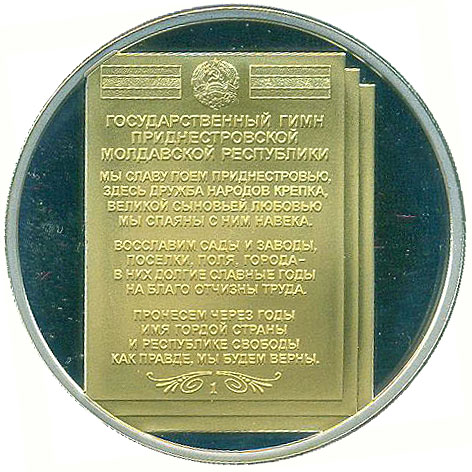 ГОСУДАРСТВЕННЫЙ ГИМН
ПРИДНЕСТРОВСКОЙ
МОЛДАВСКОЙ РЕСПУБЛИКИ
МЫ СЛАВУ ПОЕМ ПРИДНЕСТРОВЬЮ,
ЗДЕСЬ ДРУЖБА НАРОДОВ КРЕПКА,
ВЕЛИКОЙ СЫНОВЬЕЙ ЛЮБОВЬЮ
МЫ СПАЯНЫ С НИМ НАВЕКА.
ВОССЛАВИМ САДЫ И ЗАВОДЫ,
ПОСЕЛКИ, ПОЛЯ, ГОРОДА–
В НИХ ДОЛГИЕ СЛАВНЫЕ ГОДЫ
НА БЛАГО ОТЧИЗНЫ ТРУДА.
ПРОНЕСЕМ ЧЕРЕЗ ГОДЫ
ИМЯ ГОРДОЙ СТРАНЫ
И РЕСПУБЛИКЕ СВОБОДЫ
КАК ПРАВДЕ, МЫ БУДЕМ ВЕРНЫ.
1